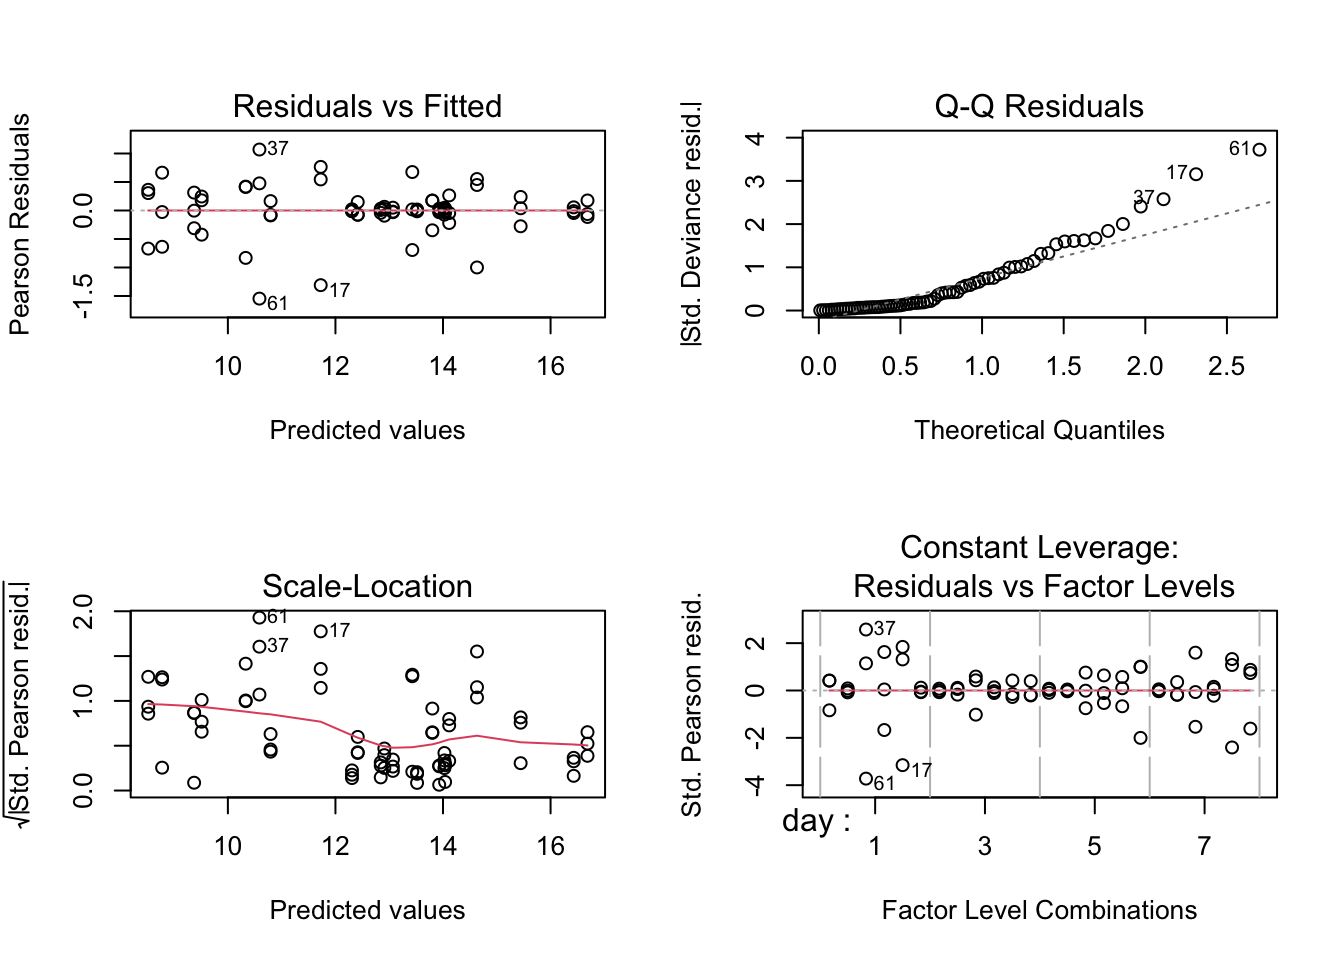 Residuals vs Fitted
Pearson Residuals
0.0
-1.5
37
61
17
10 12 14 16
Predicted values
Q-Q Residuals
|Std. Deviance resid.|
4
3
2
1
0
61
17
37
0.0 0.5 1.0 1.5 2.0 2.5
Theoretical Quantiles
Scale-Location
√|Std. Pearson resid.|
2.0
1.0
0.0
61
17
37
10 12 14 16
Predicted values
Constant Leverage:
Residuals vs Factor Levels
Std. Pearson resid.
2
0
-2
-4
37
17
61
day :
1 3 5 7
Factor Level Combinations